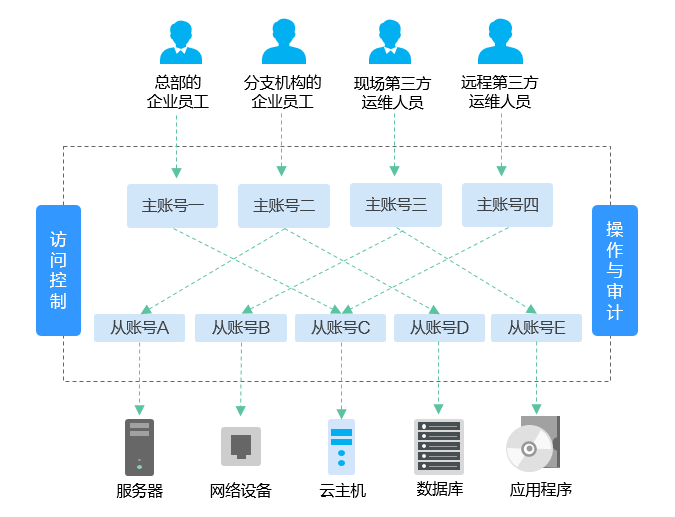 总部的
企业员工
分支机构的
企业员工
现场第三方
运维人员
远程第三方
运维人员
主账号一
主账号二
主账号三
主账号四
访问控制
操作与审计
从账号A
从账号B
从账号C
从账号D
从账号E
服务器
网络设备
云主机
数据库
应用程序